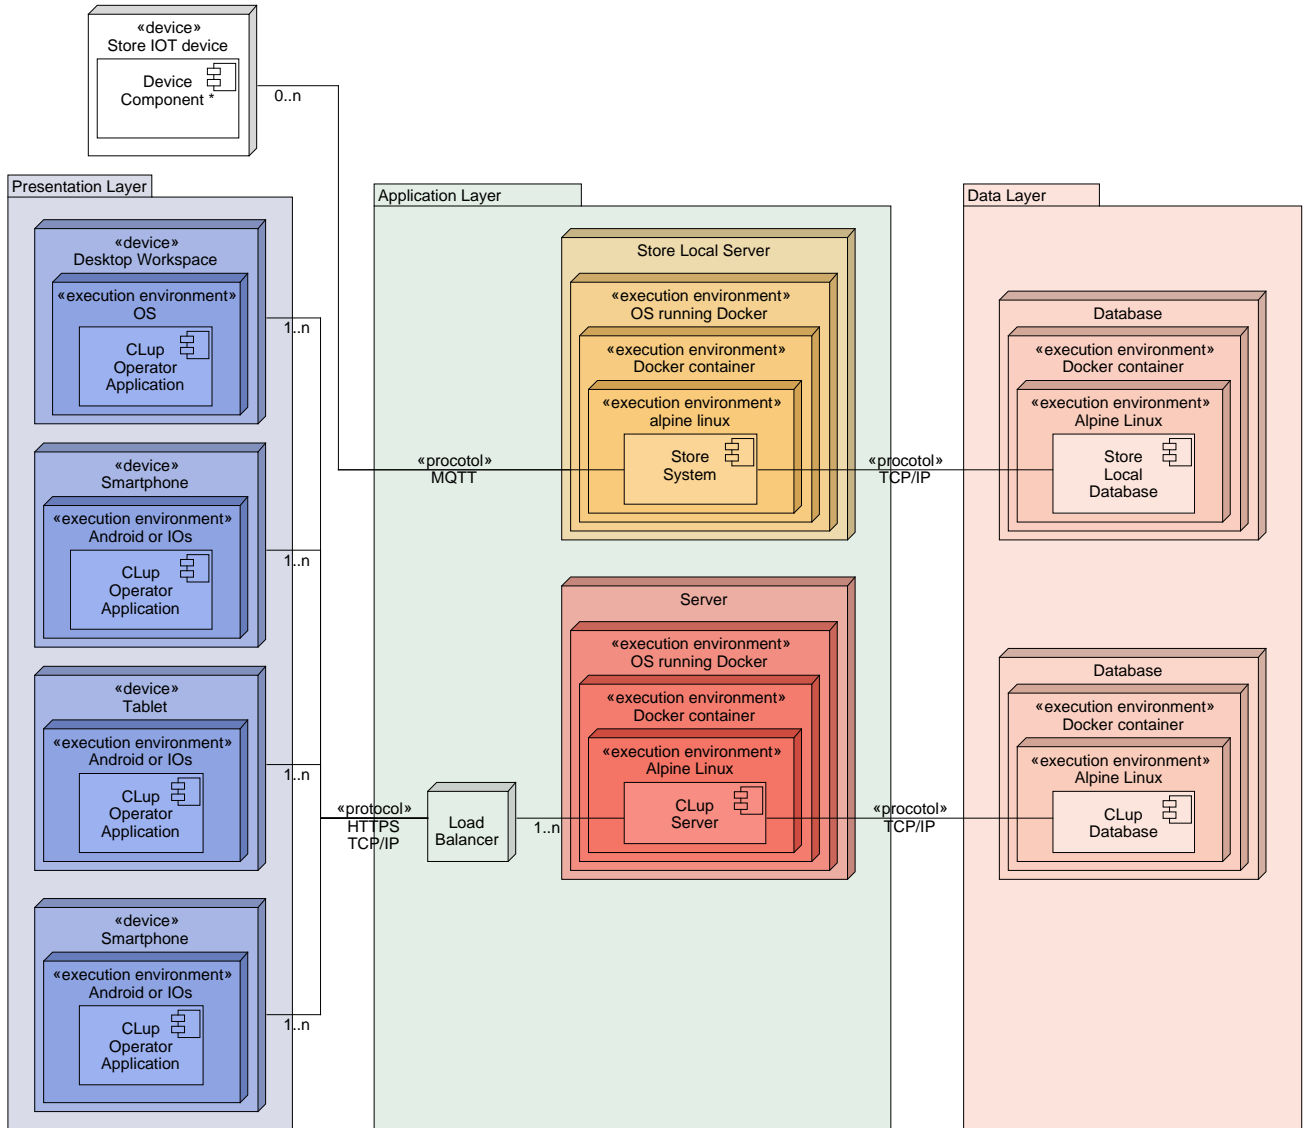 «device»
Store IOT device
Device
Component *
0..n
Presentation Layer
«device»
Desktop Workspace
«execution environment»
OS
CLup
Operator
Application
1..n
«device»
Smartphone
«execution environment»
Android or IOs
CLup
Operator
Application
1..n
«device»
Tablet
«execution environment»
Android or IOs
CLup
Operator
Application
1..n
«device»
Smartphone
«execution environment»
Android or IOs
CLup
Operator
Application
1..n
«protocol»
HTTPS
TCP/IP
Application Layer
«procotol»
MQTT
Store Local Server
«execution environment»
OS running Docker
«execution environment»
Docker container
«execution environment»
alpine linux
Store
System
Load
Balancer
1..n
Server
«execution environment»
OS running Docker
«execution environment»
Docker container
«execution environment»
Alpine Linux
CLup
Server
«procotol»
TCP/IP
«procotol»
TCP/IP
Data Layer
Database
«execution environment»
Docker container
«execution environment»
Alpine Linux
Store
Local
Database
Database
«execution environment»
Docker container
«execution environment»
Alpine Linux
CLup
Database